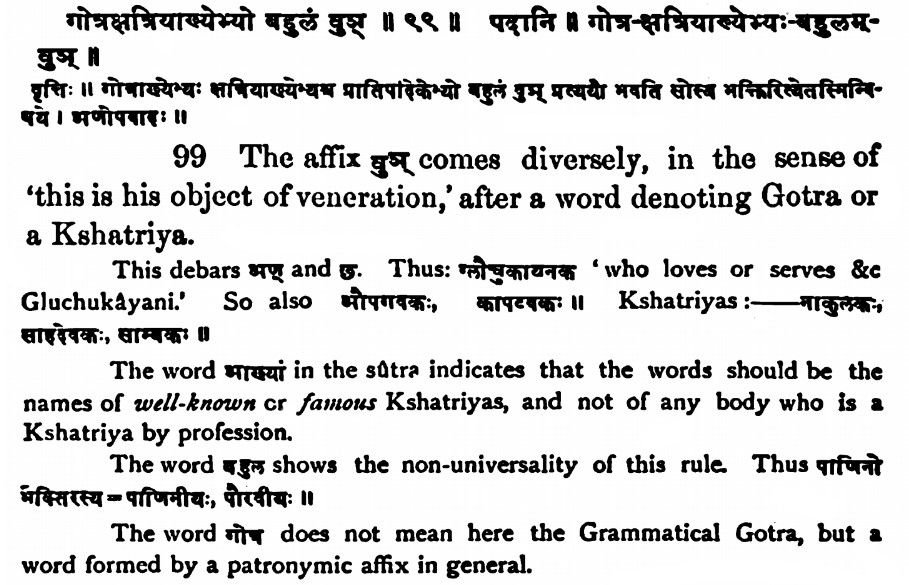 गोत्रक्षत्रियाख्येभ्यो बहुलं वुञ् ॥ ९९ ॥ पदानि ॥ गोत्र-क्षत्रियाख्येभ्यः-बहुलम्-
वुञ् ॥
वृत्तिः ॥ गोत्राख्येभ्यः क्षत्रियाख्येभ्यश्च प्रातिपदिकेभ्यो बहुलं वुञ् प्रत्ययो भवति सोस्य भक्तिरित्येतस्मिन्वि-
षये । अणोपवादः ॥
99 The affix वुञ् comes diversely, in the sense of
‘this is his object of veneration,’ after a word denoting Gotra or
a Kshatriya.
This debars अण् and छ. Thus: ग्लौचुकायनक ‘who loves or serves &c
Gluchukâyani.’ So also औपगवकः, कापटवकः ॥ Kshatriyas :—नाकुलकः,
साहदेवकः, साम्बकः ॥
The word आख्यां in the sûtra indicates that the words should be the
names of well-known or famous Kshatriyas, and not of any body who is a
Kshatriya by profession.
The word बहुल shows the non-universality of this rule. Thus पाणिनो
भक्तिरस्य = पाणिनीयः, पौरवीयः ॥
The word गोत्र does not mean here the Grammatical Gotra, but a
word formed by a patronymic affix in general.